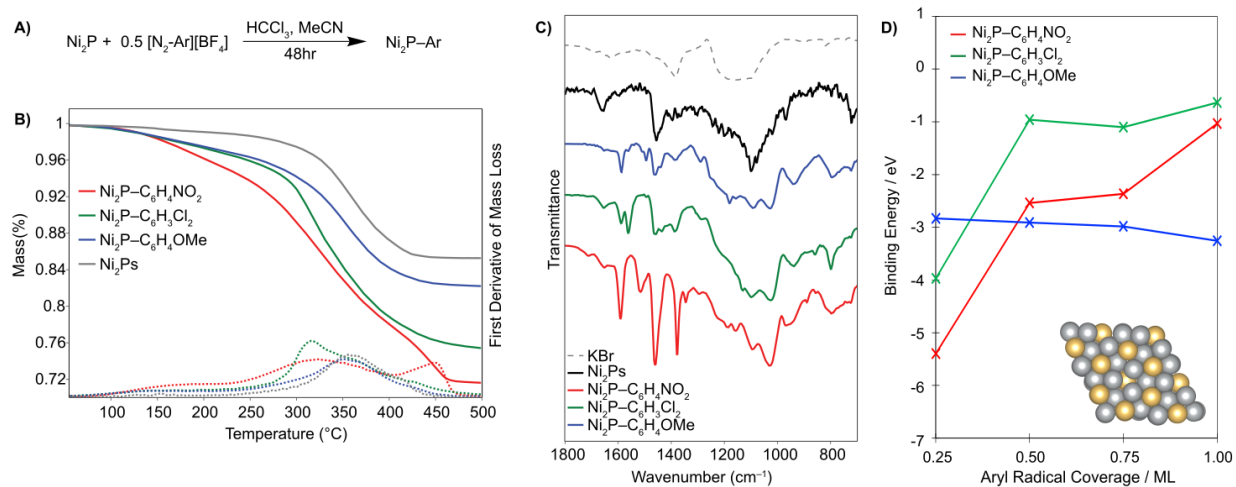 A)
Ni₂P + 0.5 [N₂-Ar][BF₄]
HCCl₃, MeCN
48hr
Ni₂P–Ar
B)
Mass(%)
1
0.96
0.92
0.88
0.84
0.8
0.76
0.72
Ni₂P–C₆H₄NO₂
Ni₂P–C₆H₃Cl₂
Ni₂P–C₆H₄OMe
Ni₂Ps
100 150 200 250 300 350 400 450 500
Temperature (°C)
First Derivative of Mass Loss
C)
Transmittance
KBr
Ni₂Ps
Ni₂P–C₆H₄NO₂
Ni₂P–C₆H₃Cl₂
Ni₂P–C₆H₄OMe
1800 1600 1400 1200 1000 800
Wavenumber (cm⁻¹)
D)
Binding Energy / eV
1
0
-1
-2
-3
-4
-5
-6
-7
Ni₂P–C₆H₄NO₂
Ni₂P–C₆H₃Cl₂
Ni₂P–C₆H₄OMe
0.25 0.50 0.75 1.00
Aryl Radical Coverage / ML